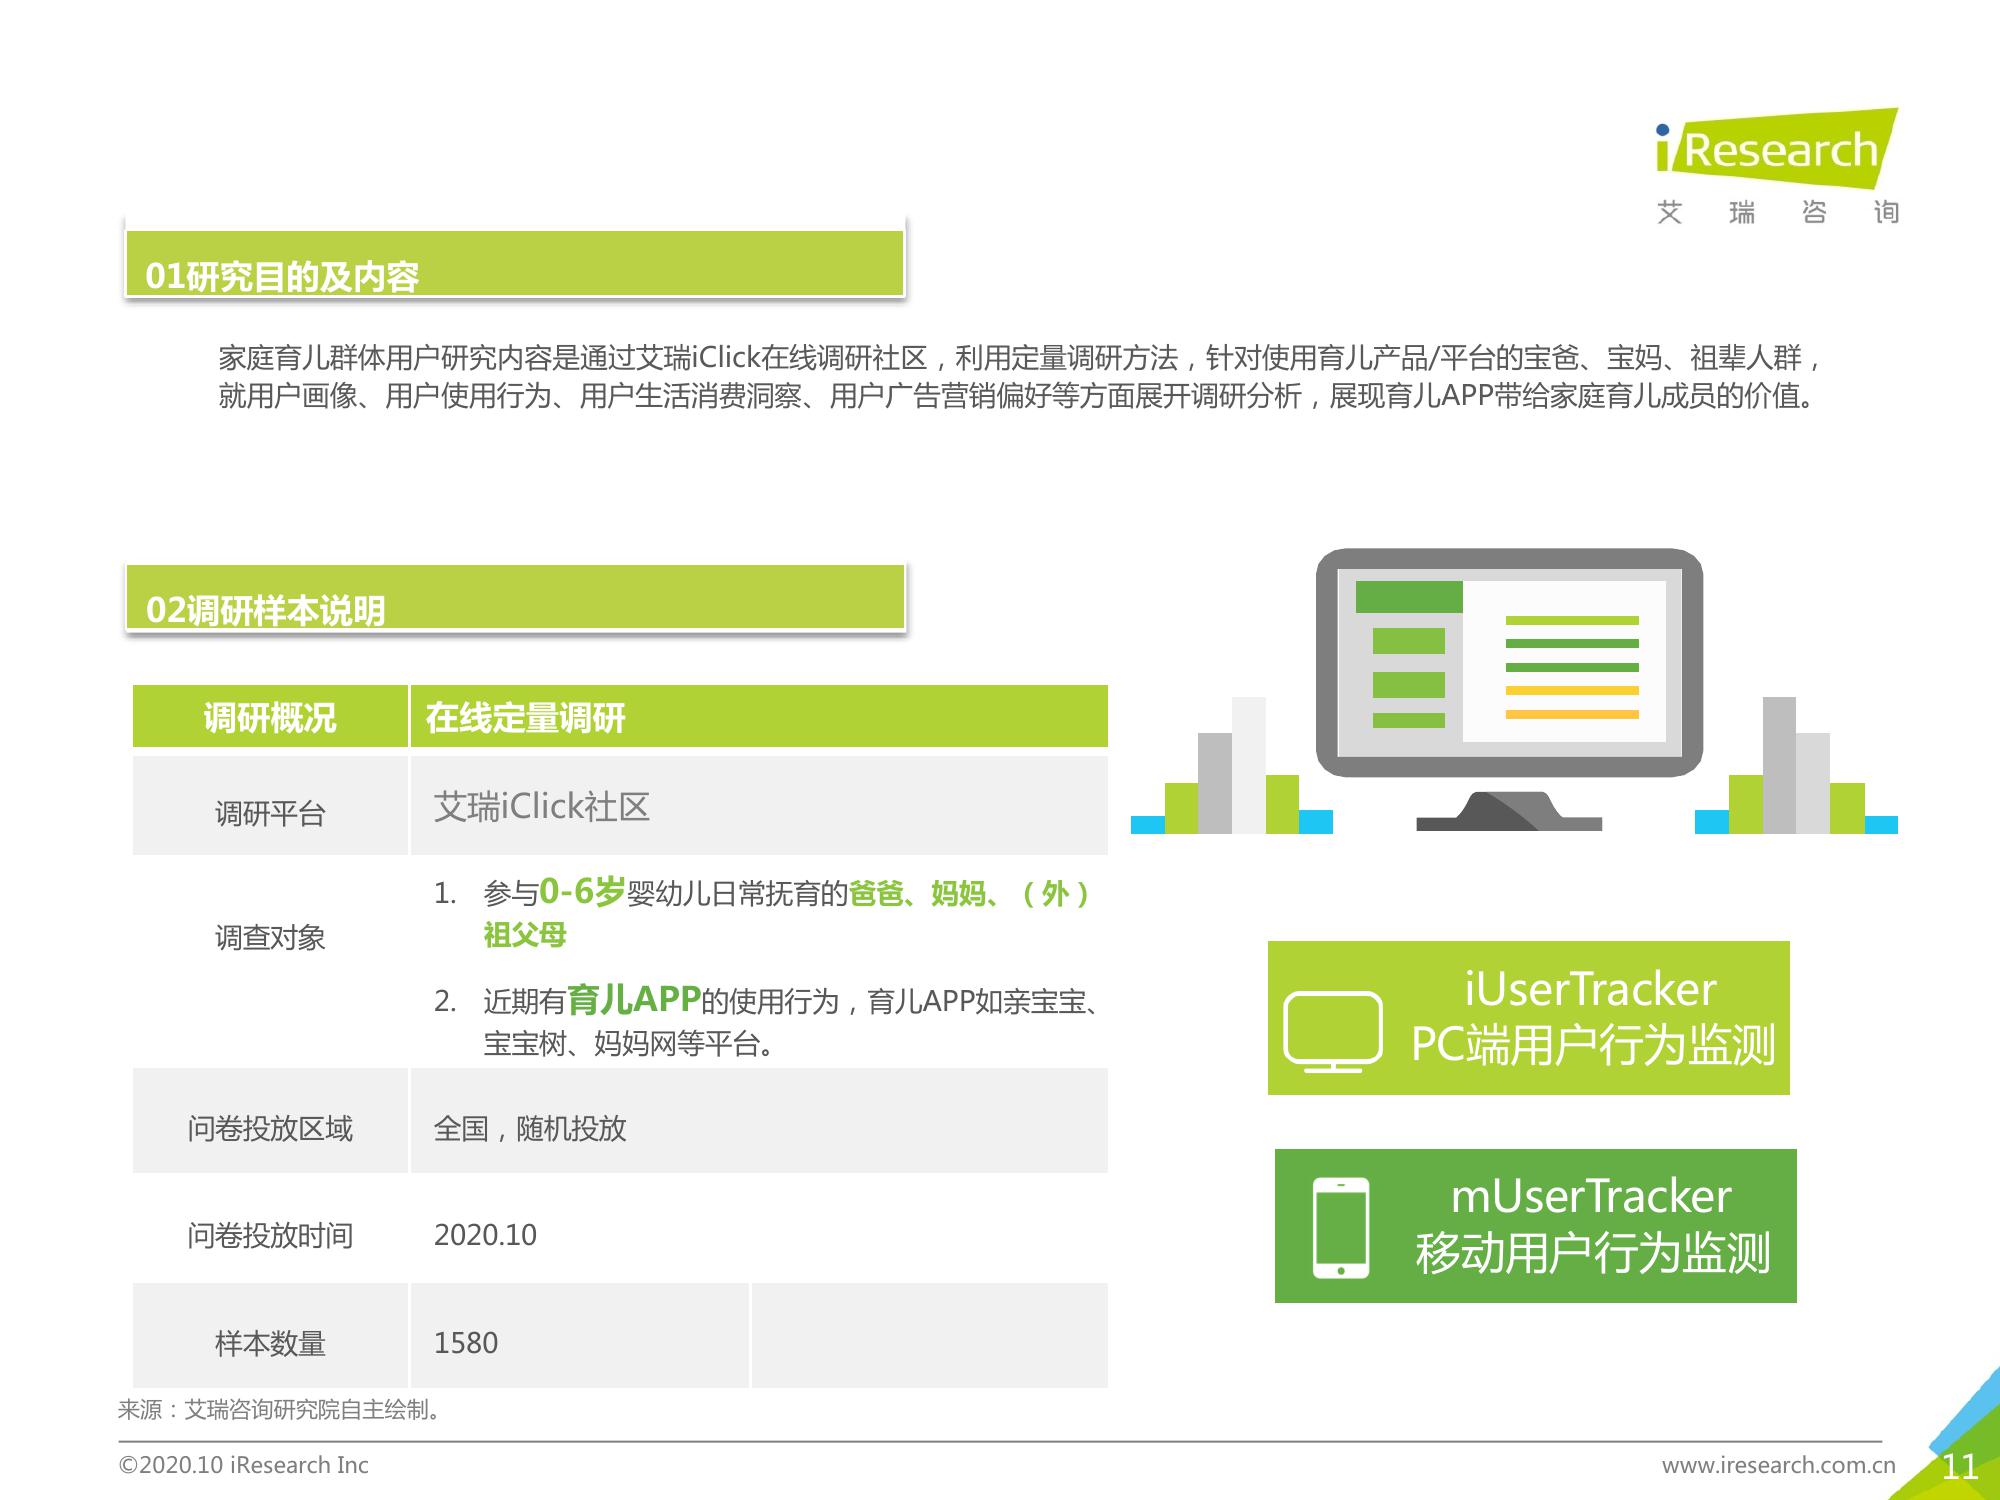 iResearch
艾瑞咨询
01研究目的及内容
家庭育儿群体用户研究内容是通过艾瑞iClick在线调研社区，利用定量调研方法，针对使用育儿产品/平台的宝爸、宝妈、祖辈人群，
就用户画像、用户使用行为、用户生活消费洞察、用户广告营销偏好等方面展开调研分析，展现育儿APP带给家庭育儿成员的价值。
02调研样本说明
调研概况 在线定量调研
调研平台 艾瑞iClick社区
调查对象
1. 参与0-6岁婴幼儿日常抚育的爸爸、妈妈、（外）
祖父母
2. 近期有育儿APP的使用行为，育儿APP如亲宝宝、
宝宝树、妈妈网等平台。
问卷投放区域 全国，随机投放
问卷投放时间 2020.10
样本数量 1580
iUserTracker
PC端用户行为监测
mUserTracker
移动用户行为监测
来源：艾瑞咨询研究院自主绘制。
©2020.10 iResearch Inc
www.iresearch.com.cn
11